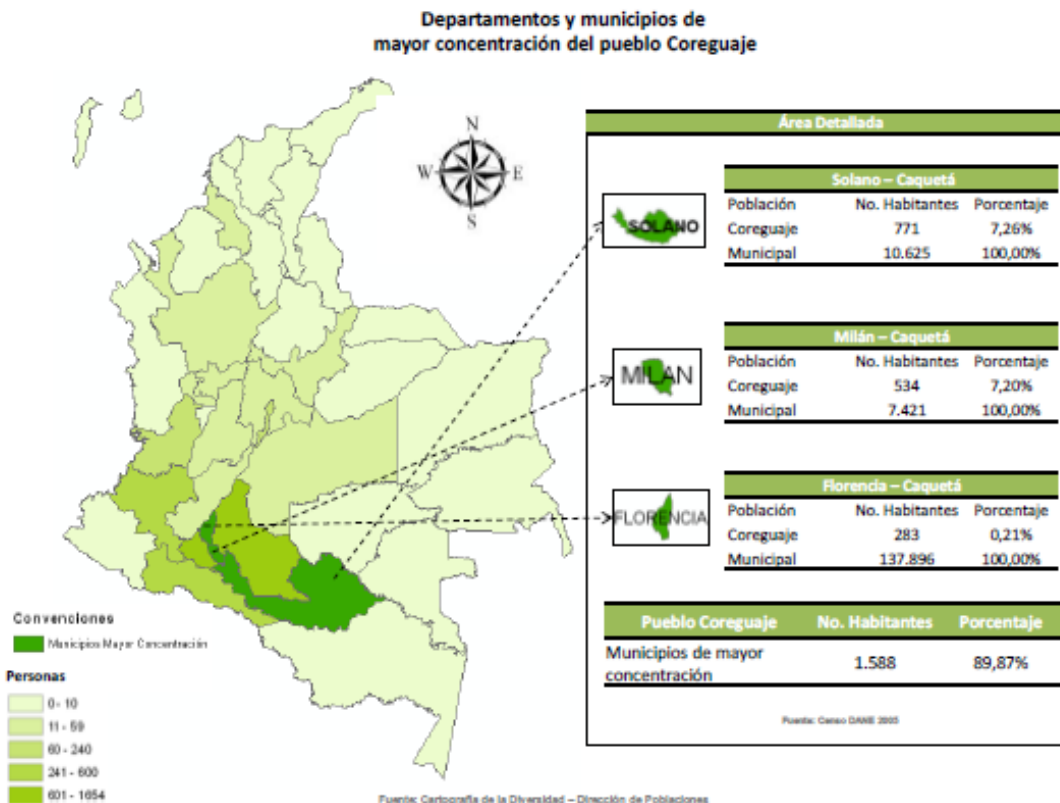 Departamentos y municipios de
mayor concentración del pueblo Coreguaje
N
W
E
S
Área Detallada
SOLANO
Solano – Caquetá
Población No. Habitantes Porcentaje
Coreguaje 771 7,26%
Municipal 10.625 100,00%
MILAN
Milán – Caquetá
Población No. Habitantes Porcentaje
Coreguaje 534 7,20%
Municipal 7.421 100,00%
FLORENCIA
Florencia – Caquetá
Población No. Habitantes Porcentaje
Coreguaje 283 0,21%
Municipal 137.896 100,00%
Pueblo Coreguaje No. Habitantes Porcentaje
Municipios de mayor
concentración 1.588 89,87%
Fuente: Censo DANE 2005
Convenciones
Municipios Mayor Concentración
Personas
0 - 10
11 - 59
60 - 240
241 - 600
601 - 1654
Fuente: Cartografía de la Diversidad – Dirección de Poblaciones